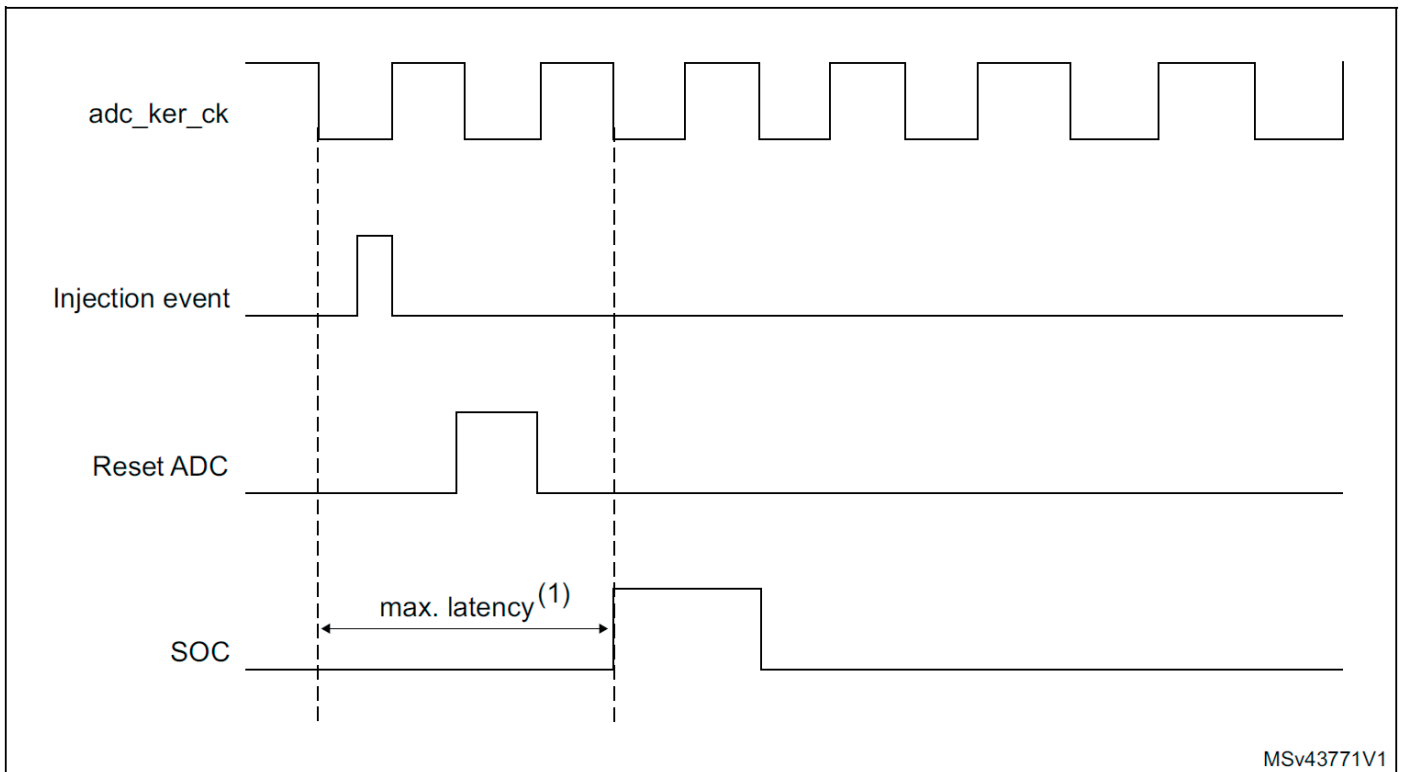 adc_ker_ck
Injection event
Reset ADC
max. latency(1)
SOC
MSv43771V1